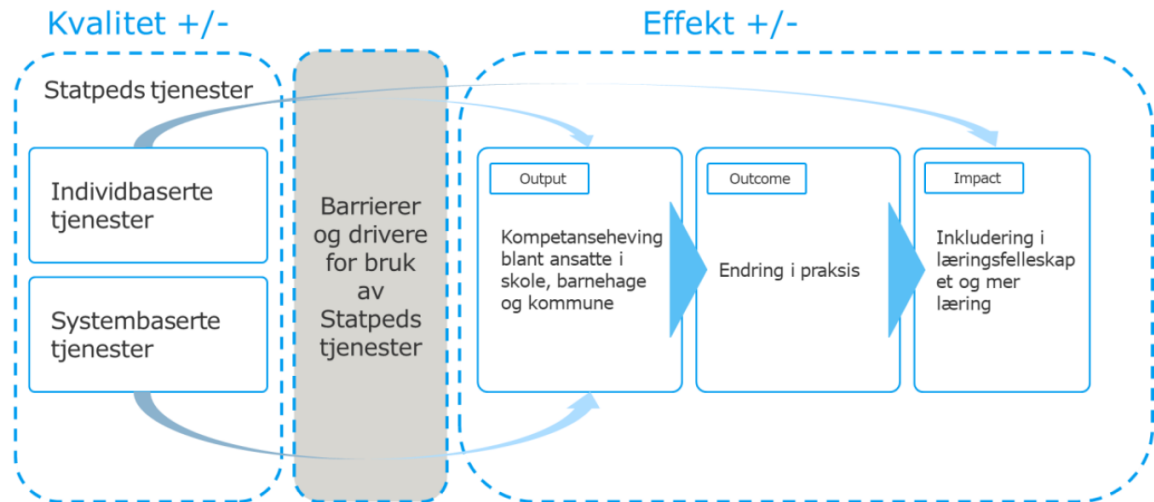 Kvalitet +/-
Effekt +/-
Statpeds tjenester
Individbaserte
tjenester
Systembaserte
tjenester
Barrierer
og drivere
for bruk
av
Statpeds
tjenester
Output
Kompetanseheving
blant ansatte i
skole, barnehage
og kommune
Outcome
Endring i praksis
Impact
Inkludering i
læringsfelleskap
et og mer
læring